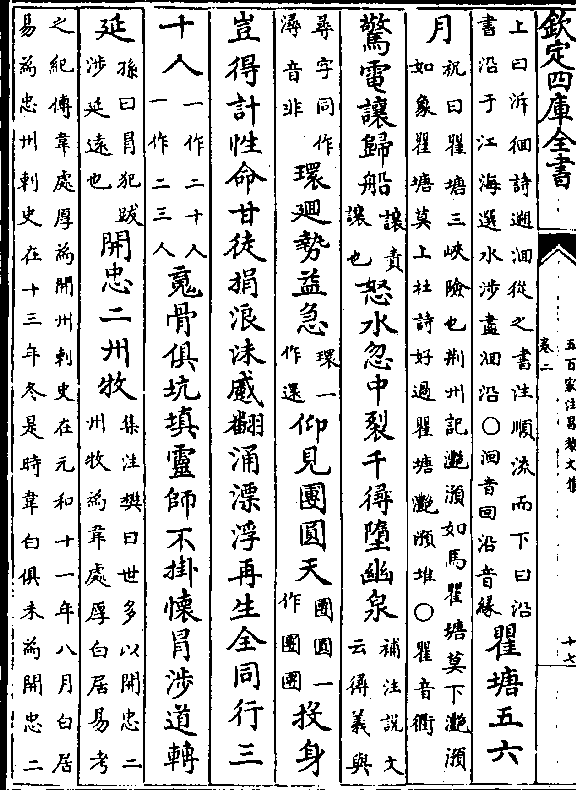 欽定四庫全書
五百家注昌黎文集
卷二
十七
上曰泝徊詩遡洄從之書注順流而下曰沿
書沿于江海選水涉盡洄沿○洄音回沿音縁
瞿塘五六
月
祝曰瞿塘三峽險也荆州記灔澦如馬瞿塘莫下灔澦
如象瞿塘莫上杜詩好過瞿塘灔澦堆○瞿音衢
驚電讓歸船
讓責
讓也
怒水忽中裂千㝷墮幽泉
補注說文
云㝷義與
尋字同作
潯音非
環廻勢益急
環一
作還
仰見團圓天
團圓一
作團團
投身
豈得計性命甘徒捐浪沫蹙翻涌漂浮再生全同行三
十人
一作二十人
一作二三人
䰟骨俱坑填靈師不掛懷冒涉道轉
延
孫曰冒犯跋
涉延遠也
開忠二州牧
集注樊曰世多以開忠二
州牧為韋處厚白居易考
之紀傳韋處厚為開州刺史在元和十一年八月白居
易為忠州刺史在十三年冬是時韋白俱未為開忠二